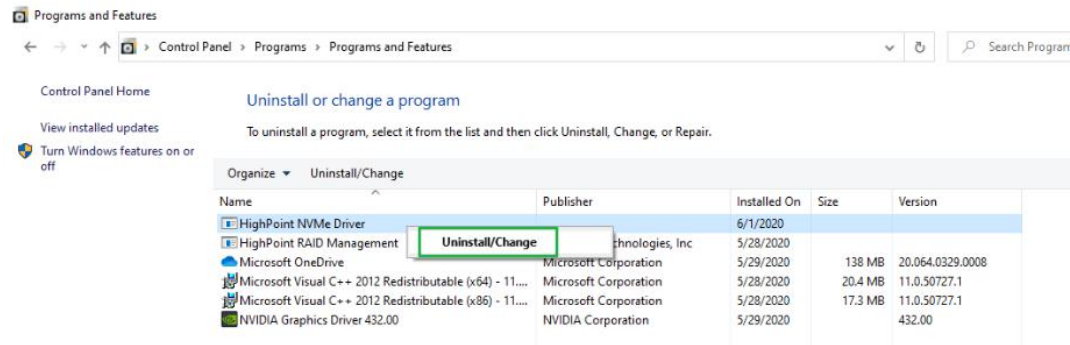 Programs and Features
Control Panel › Programs › Programs and Features
Search Program
Control Panel Home
View installed updates
Turn Windows features on or
off
Uninstall or change a program
To uninstall a program, select it from the list and then click Uninstall, Change, or Repair.
Organize Uninstall/Change
Name Publisher Installed On Size Version
HighPoint NVMe Driver 6/1/2020
HighPoint RAID Management Uninstall/Change chnologies, Inc 5/28/2020
Microsoft OneDrive Microsoft Corporation 5/29/2020 138 MB 20.064.0329.0008
Microsoft Visual C++ 2012 Redistributable (x64) - 11.... Microsoft Corporation 5/28/2020 20.4 MB 11.0.50727.1
Microsoft Visual C++ 2012 Redistributable (x86) - 11.... Microsoft Corporation 5/28/2020 17.3 MB 11.0.50727.1
NVIDIA Graphics Driver 432.00 NVIDIA Corporation 5/29/2020 432.00